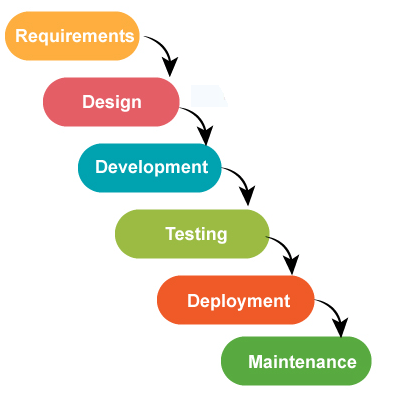 Requirements
Design
Development
Testing
Deployment
Maintenance